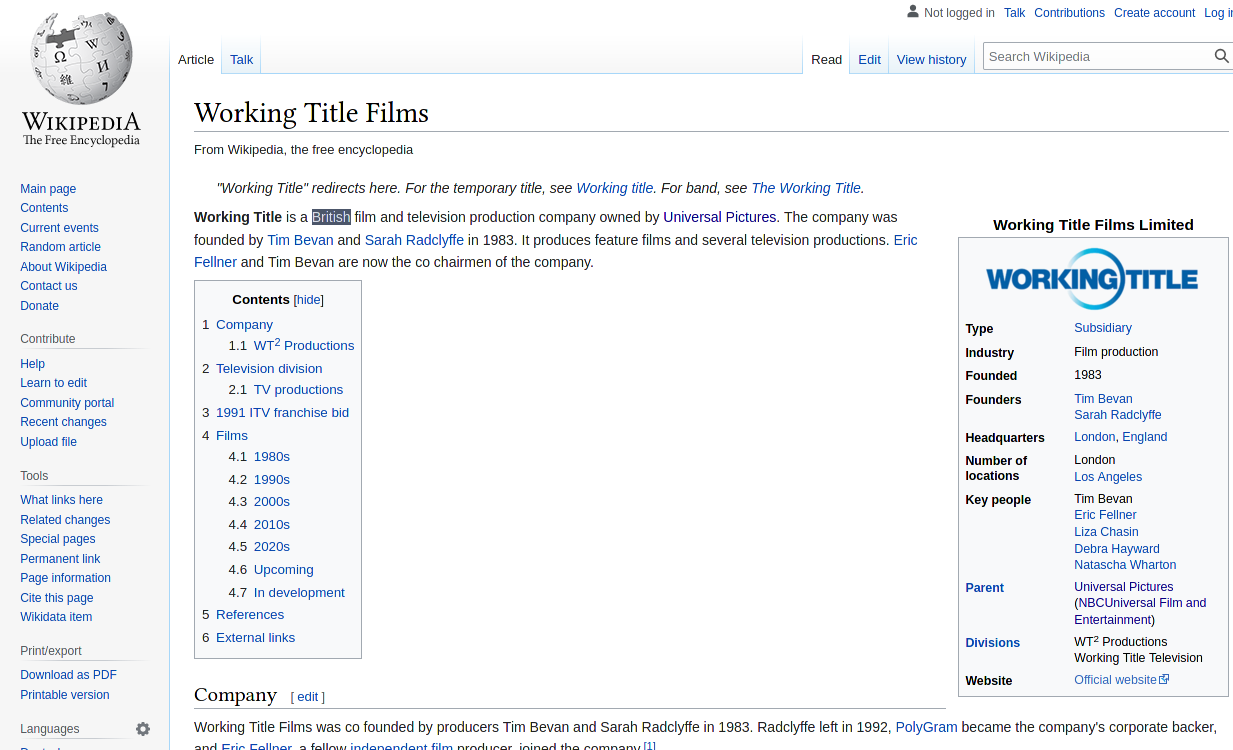 Not logged in Talk Contributions Create account Log in
Article Talk Read Edit View history Search Wikipedia
WIKIPEDIA
The Free Encyclopedia
Main page
Contents
Current events
Random article
About Wikipedia
Contact us
Donate
Contribute
Help
Learn to edit
Community portal
Recent changes
Upload file
Tools
What links here
Related changes
Special pages
Permanent link
Page information
Cite this page
Wikidata item
Print/export
Download as PDF
Printable version
Languages
Working Title Films
From Wikipedia, the free encyclopedia
"Working Title" redirects here. For the temporary title, see Working title. For band, see The Working Title.
Working Title is a British film and television production company owned by Universal Pictures. The company was
founded by Tim Bevan and Sarah Radclyffe in 1983. It produces feature films and several television productions. Eric
Fellner and Tim Bevan are now the co chairmen of the company.
Contents [hide]
1 Company
1.1 WT2 Productions
2 Television division
2.1 TV productions
3 1991 ITV franchise bid
4 Films
4.1 1980s
4.2 1990s
4.3 2000s
4.4 2010s
4.5 2020s
4.6 Upcoming
4.7 In development
5 References
6 External links
Working Title Films Limited
WORKING TITLE
Type Subsidiary
Industry Film production
Founded 1983
Founders Tim Bevan
Sarah Radclyffe
Headquarters London, England
Number of London
locations Los Angeles
Key people Tim Bevan
Eric Fellner
Liza Chasin
Debra Hayward
Natascha Wharton
Parent Universal Pictures
(NBCUniversal Film and
Entertainment)
Divisions WT2 Productions
Working Title Television
Website Official website
Company [ edit ]
Working Title Films was co founded by producers Tim Bevan and Sarah Radclyffe in 1983. Radclyffe left in 1992, PolyGram became the company's corporate backer,
and Eric Fellner, a fellow independent film producer, joined the company.[1]